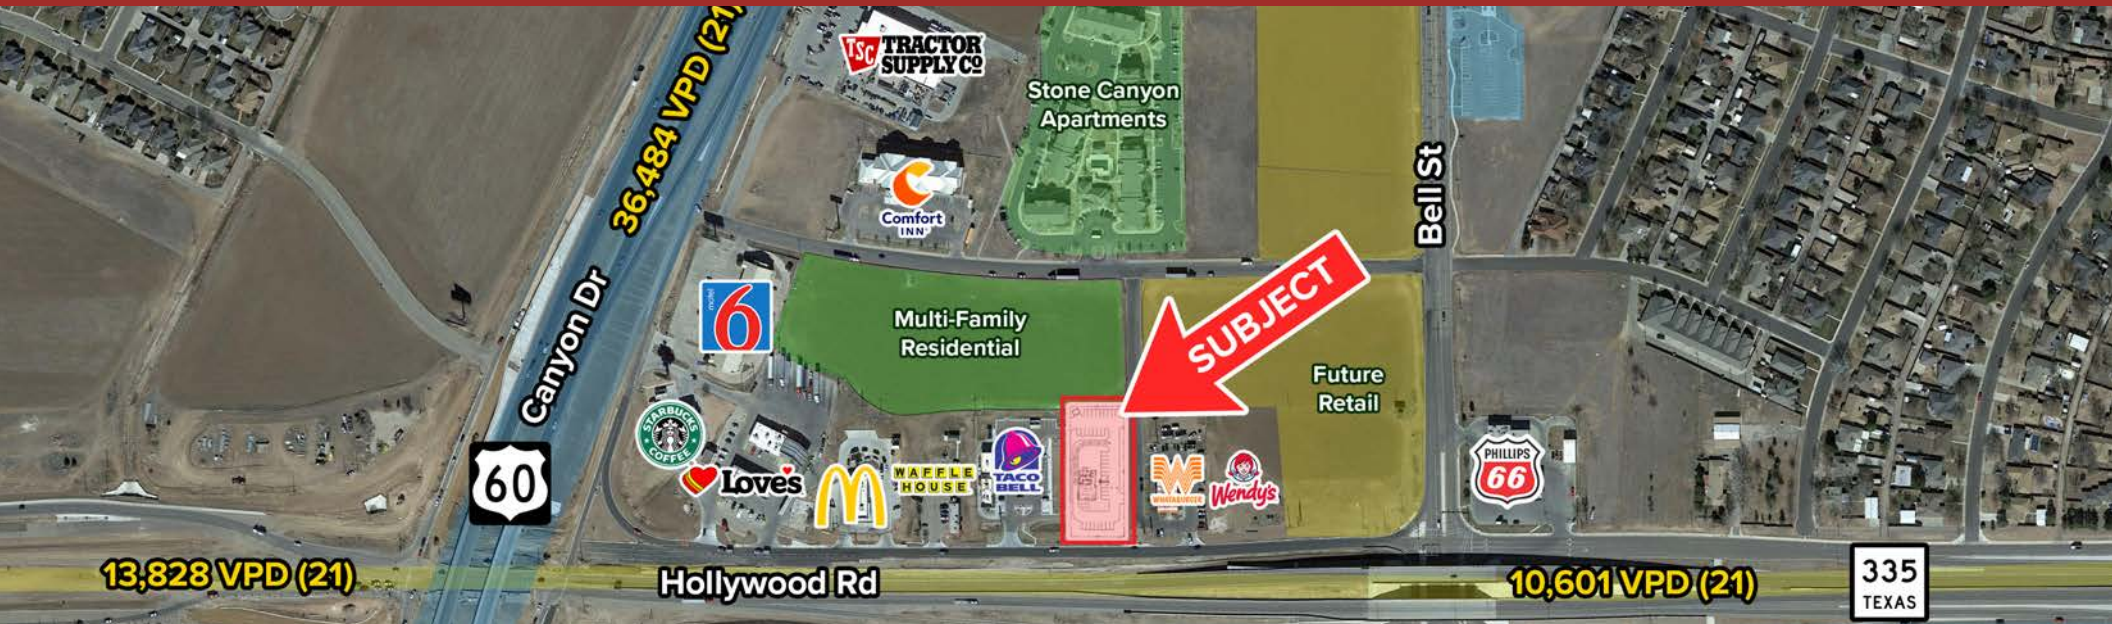 36,484 VPD (21)
TSC TRACTOR
SUPPLY CO
Stone Canyon
Apartments
Comfort
INN
Bell St
Canyon Dr
motel
6
Multi-Family
Residential
SUBJECT
Future
Retail
STARBUCKS
COFFEE
Love's
WAFFLE
HOUSE
TACO
BELL
WHATABURGER
Wendy's
PHILLIPS
66
60
13,828 VPD (21)
Hollywood Rd
10,601 VPD (21)
335
TEXAS